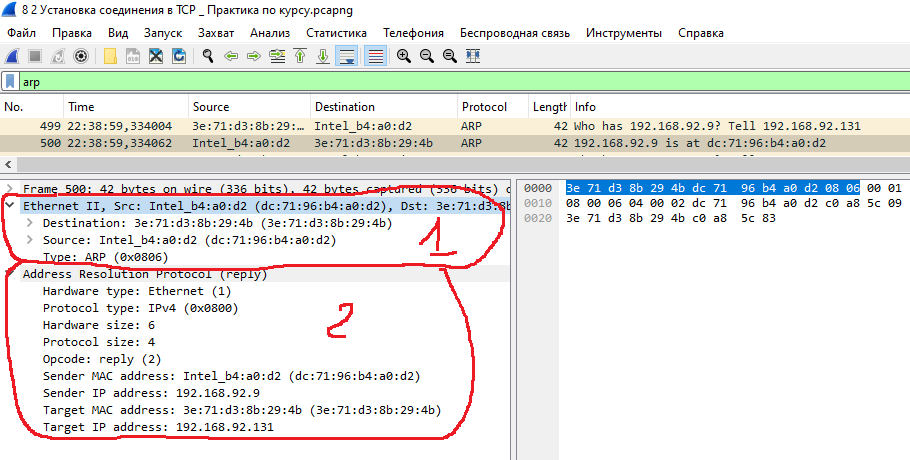 8 2 Установка соединения в TCP _ Практика по курсу.pcapng
Файл Правка Вид Запуск Захват Анализ Статистика Телефония Беспроводная связь Инструменты Справка
arp
No. Time Source Destination Protocol Length Info
499 22:38:59,334004 3e:71:d3:8b:29:… Intel_b4:a0:d2 ARP 42 Who has 192.168.92.9? Tell 192.168.92.131
500 22:38:59,334062 Intel_b4:a0:d2 3e:71:d3:8b:29:4b ARP 42 192.168.92.9 is at dc:71:96:b4:a0:d2
Frame 500: 42 bytes on wire (336 bits), 42 bytes captured (336 bits) o
Ethernet II, Src: Intel_b4:a0:d2 (dc:71:96:b4:a0:d2), Dst: 3e:71:d3:8b
Destination: 3e:71:d3:8b:29:4b (3e:71:d3:8b:29:4b)
Source: Intel_b4:a0:d2 (dc:71:96:b4:a0:d2)
Type: ARP (0x0806)
1
Address Resolution Protocol (reply)
Hardware type: Ethernet (1)
Protocol type: IPv4 (0x0800)
Hardware size: 6
Protocol size: 4
Opcode: reply (2)
Sender MAC address: Intel_b4:a0:d2 (dc:71:96:b4:a0:d2)
Sender IP address: 192.168.92.9
Target MAC address: 3e:71:d3:8b:29:4b (3e:71:d3:8b:29:4b)
Target IP address: 192.168.92.131
2
0000 3e 71 d3 8b 29 4b dc 71 96 b4 a0 d2 08 06 00 01
0010 08 00 06 04 00 02 dc 71 96 b4 a0 d2 c0 a8 5c 09
0020 3e 71 d3 8b 29 4b c0 a8 5c 83